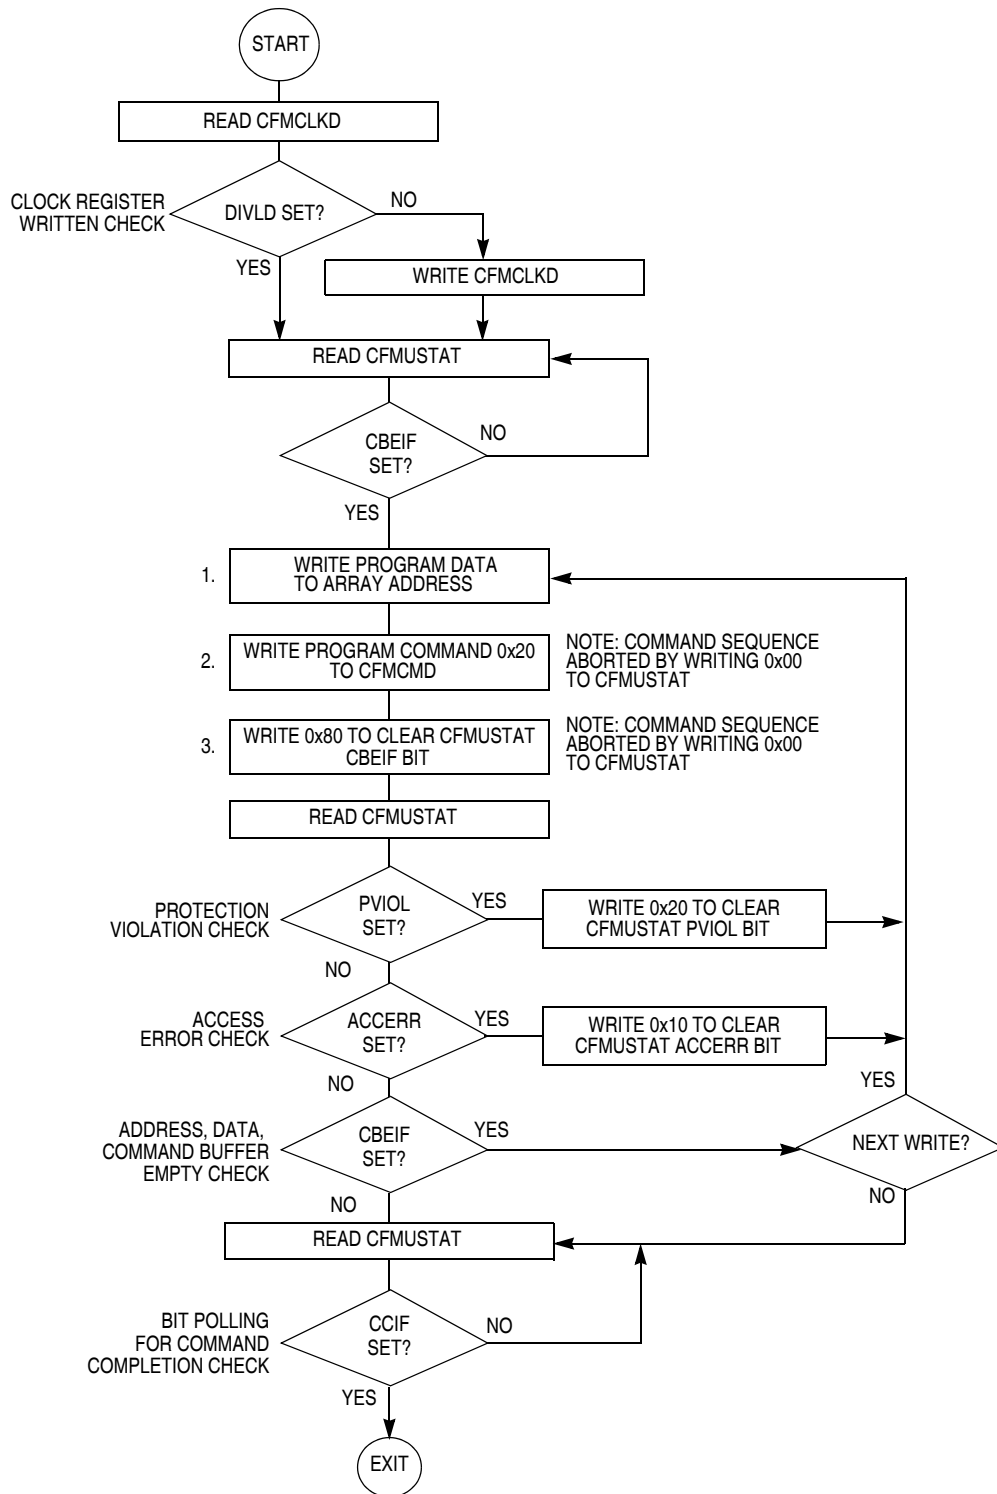 START
READ CFMCLKD
CLOCK REGISTER
WRITTEN CHECK
DIVLD SET?
NO
YES
WRITE CFMCLKD
READ CFMUSTAT
CBEIF
SET?
NO
YES
1.
WRITE PROGRAM DATA
TO ARRAY ADDRESS
2.
WRITE PROGRAM COMMAND 0x20
TO CFMCMD
NOTE: COMMAND SEQUENCE
ABORTED BY WRITING 0x00
TO CFMUSTAT
3.
WRITE 0x80 TO CLEAR CFMUSTAT
CBEIF BIT
NOTE: COMMAND SEQUENCE
ABORTED BY WRITING 0x00
TO CFMUSTAT
READ CFMUSTAT
PROTECTION
VIOLATION CHECK
PVIOL
SET?
YES
WRITE 0x20 TO CLEAR
CFMUSTAT PVIOL BIT
NO
ACCESS
ERROR CHECK
ACCERR
SET?
YES
WRITE 0x10 TO CLEAR
CFMUSTAT ACCERR BIT
NO
YES
ADDRESS, DATA,
COMMAND BUFFER
EMPTY CHECK
CBEIF
SET?
YES
NEXT WRITE?
NO
NO
READ CFMUSTAT
BIT POLLING
FOR COMMAND
COMPLETION CHECK
CCIF
SET?
NO
YES
EXIT